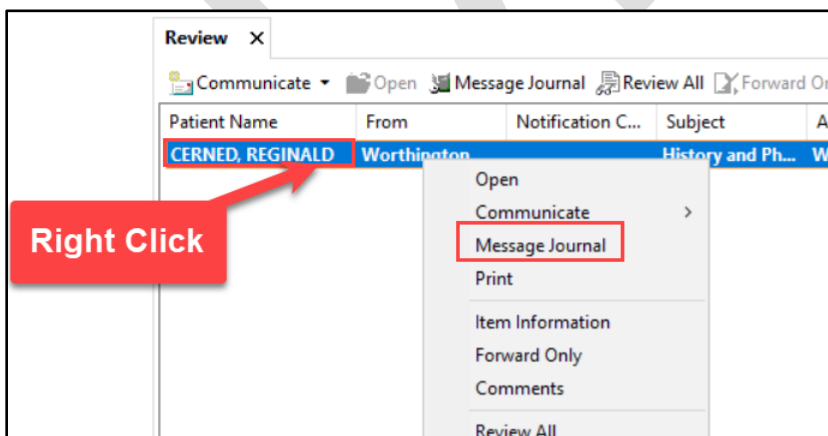 Review X
Communicate Open Message Journal Review All Forward On
Patient Name From Notification C... Subject A
CERNED, REGINALD Worthington History and Ph... W
Open
Communicate >
Right Click
Message Journal
Print
Item Information
Forward Only
Comments
Review All